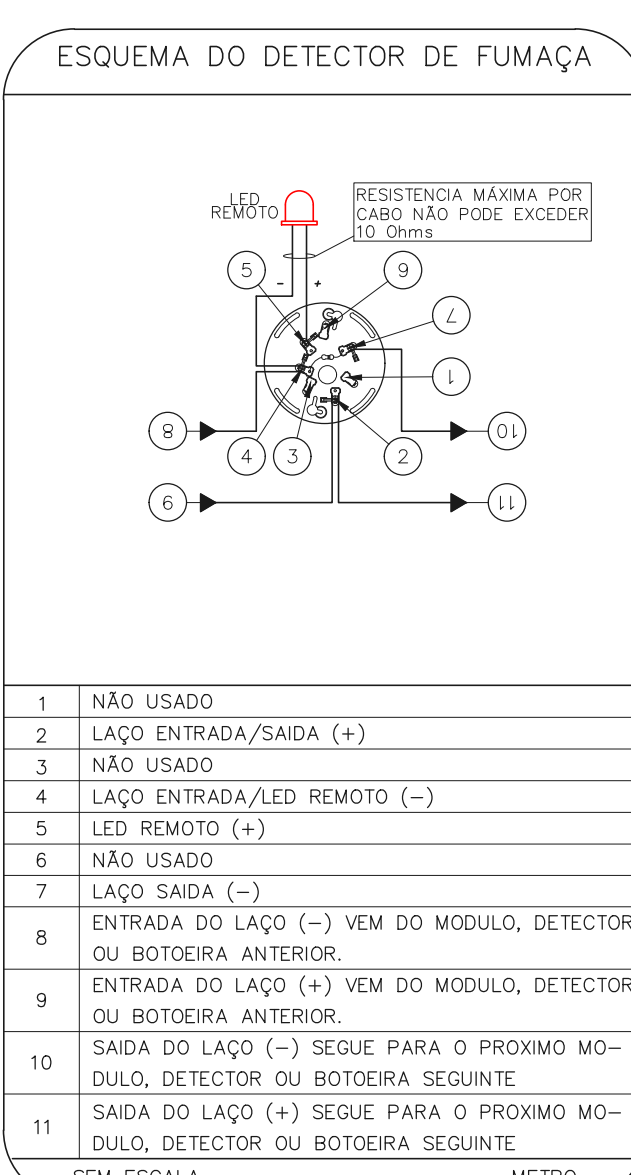 ESQUEMA DO DETECTOR DE FUMAÇA
LED
REMOTO
RESISTENCIA MÁXIMA POR
CABO NÃO PODE EXCEDER
10 Ohms
5
6
- +
7
1
8
4
3
2
10
9
11
1 NÃO USADO
2 LAÇO ENTRADA/SAIDA (+)
3 NÃO USADO
4 LAÇO ENTRADA/LED REMOTO (–)
5 LED REMOTO (+)
6 NÃO USADO
7 LAÇO SAIDA (–)
8 ENTRADA DO LAÇO (–) VEM DO MODULO, DETECTOR
OU BOTOEIRA ANTERIOR.
9 ENTRADA DO LAÇO (+) VEM DO MODULO, DETECTOR
OU BOTOEIRA ANTERIOR.
10 SAIDA DO LAÇO (–) SEGUE PARA O PROXIMO MO–
DULO, DETECTOR OU BOTOEIRA SEGUINTE
11 SAIDA DO LAÇO (+) SEGUE PARA O PROXIMO MO–
DULO, DETECTOR OU BOTOEIRA SEGUINTE
SEM ESCALA METRO